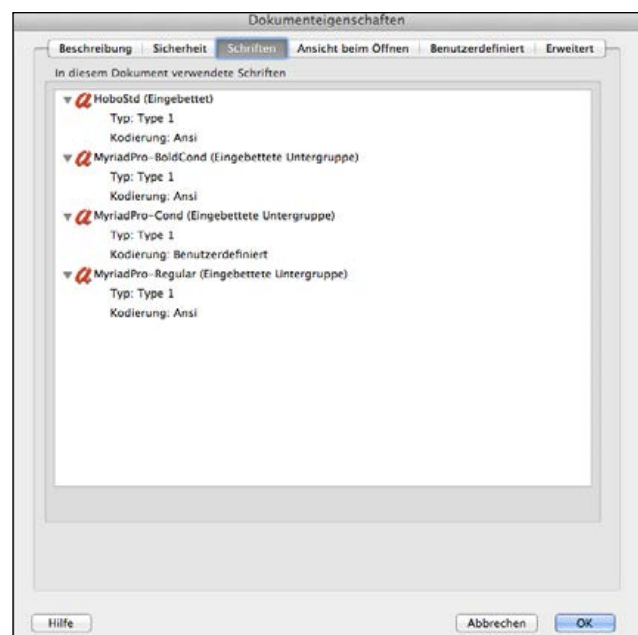 Dokumenteigenschaften
Beschreibung Sicherheit Schriften Ansicht beim Öffnen Benutzerdefiniert Erweitert
In diesem Dokument verwendete Schriften
HoboStd (Eingebettet)
Typ: Type 1
Kodierung: Ansi
MyriadPro-BoldCond (Eingebettete Untergruppe)
Typ: Type 1
Kodierung: Ansi
MyriadPro-Cond (Eingebettete Untergruppe)
Typ: Type 1
Kodierung: Benutzerdefiniert
MyriadPro-Regular (Eingebettete Untergruppe)
Typ: Type 1
Kodierung: Ansi
Hilfe Abbrechen OK